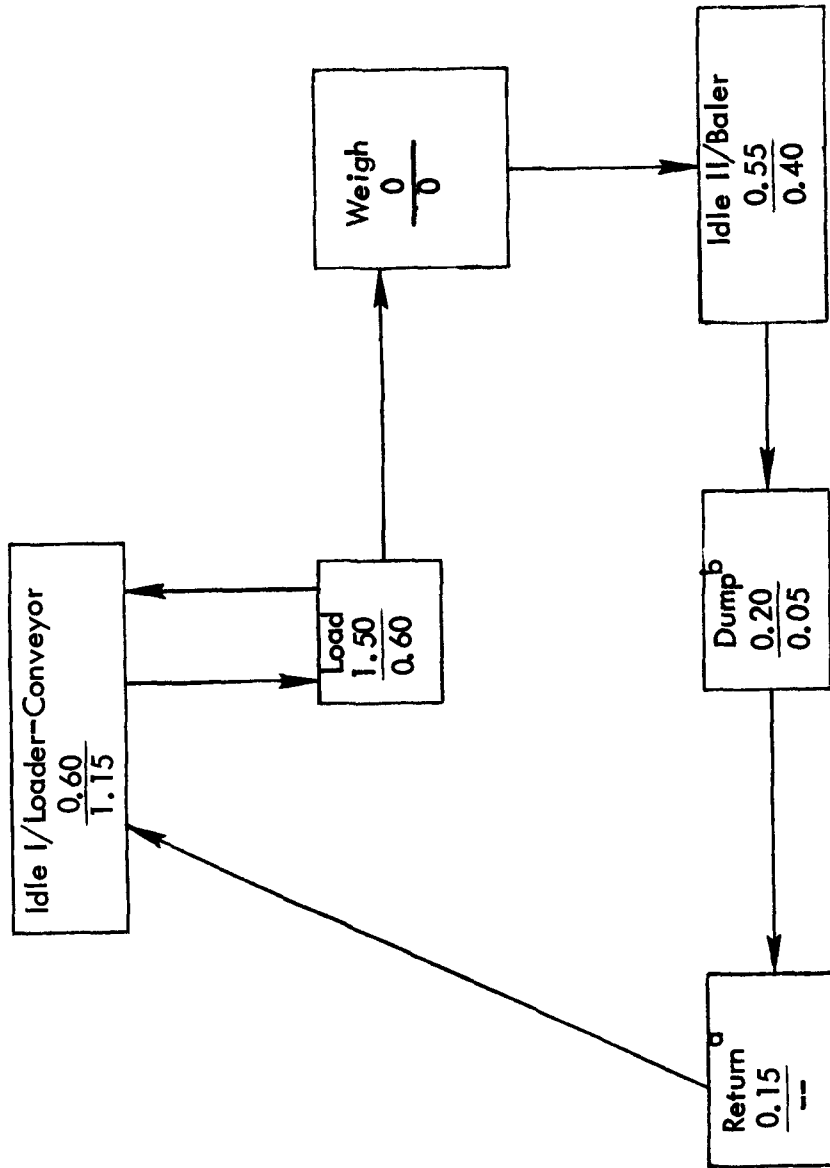 Idle I/Loader-Conveyor
0.60
1.15
Load
1.50
0.60
Weigh
0
0
Idle II/Baler
0.55
0.40
Dump b
0.20
0.05
Return a
0.15
--